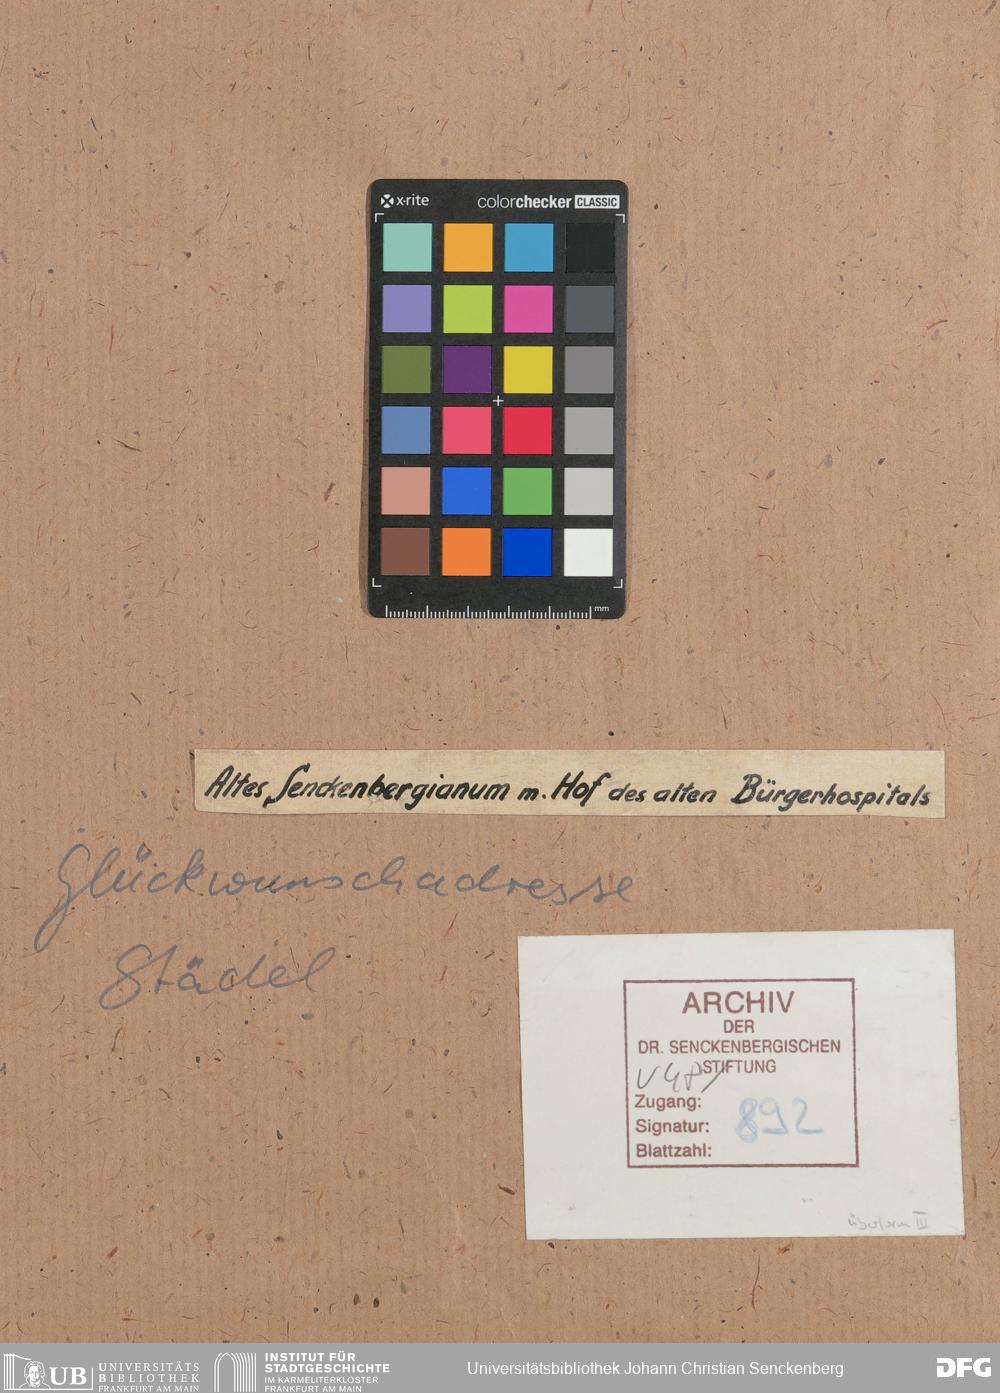 x-rite colorchecker CLASSIC
mm
Altes Senckenbergianum m. Hof des alten Bürgerhospitals
Glückwunschadresse
Städel
ARCHIV
DER
DR. SENCKENBERGISCHEN
STIFTUNG
Zugang:
Signatur: 892
Blattzahl:
UB UNIVERSITÄTS
BIBLIOTHEK
FRANKFURT AM MAIN
INSTITUT FÜR
STADTGESCHICHTE
IM KARMELITERKLOSTER
FRANKFURT AM MAIN
Universitätsbibliothek Johann Christian Senckenberg
DFG